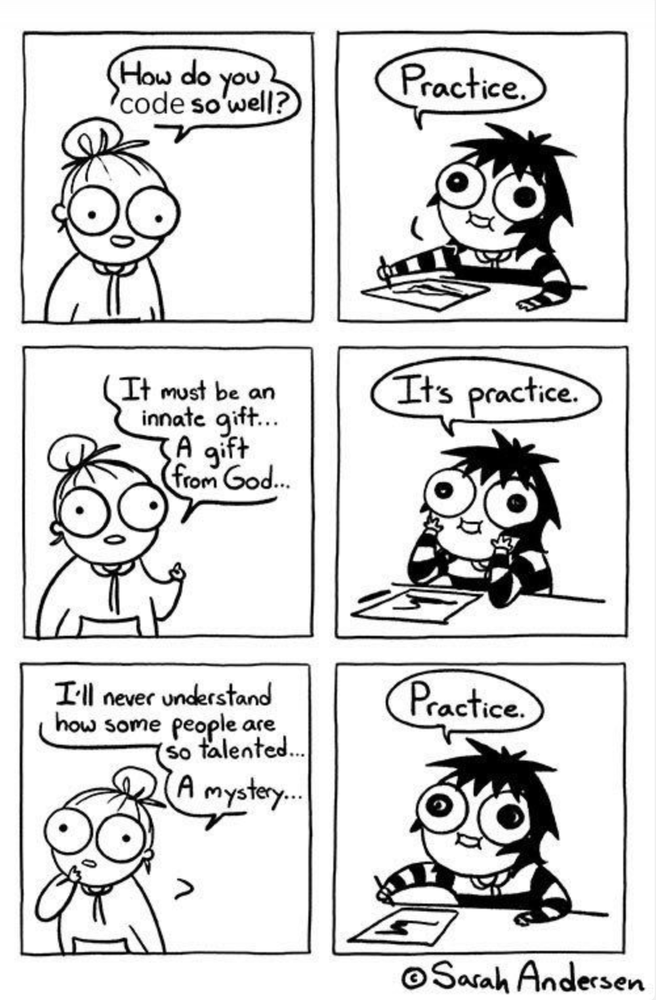 How do you
code so well?
Practice.
It must be an
innate gift...
A gift
from God...
It's practice.
I'll never understand
how some people are
so talented...
A mystery...
Practice.
© Sarah Andersen